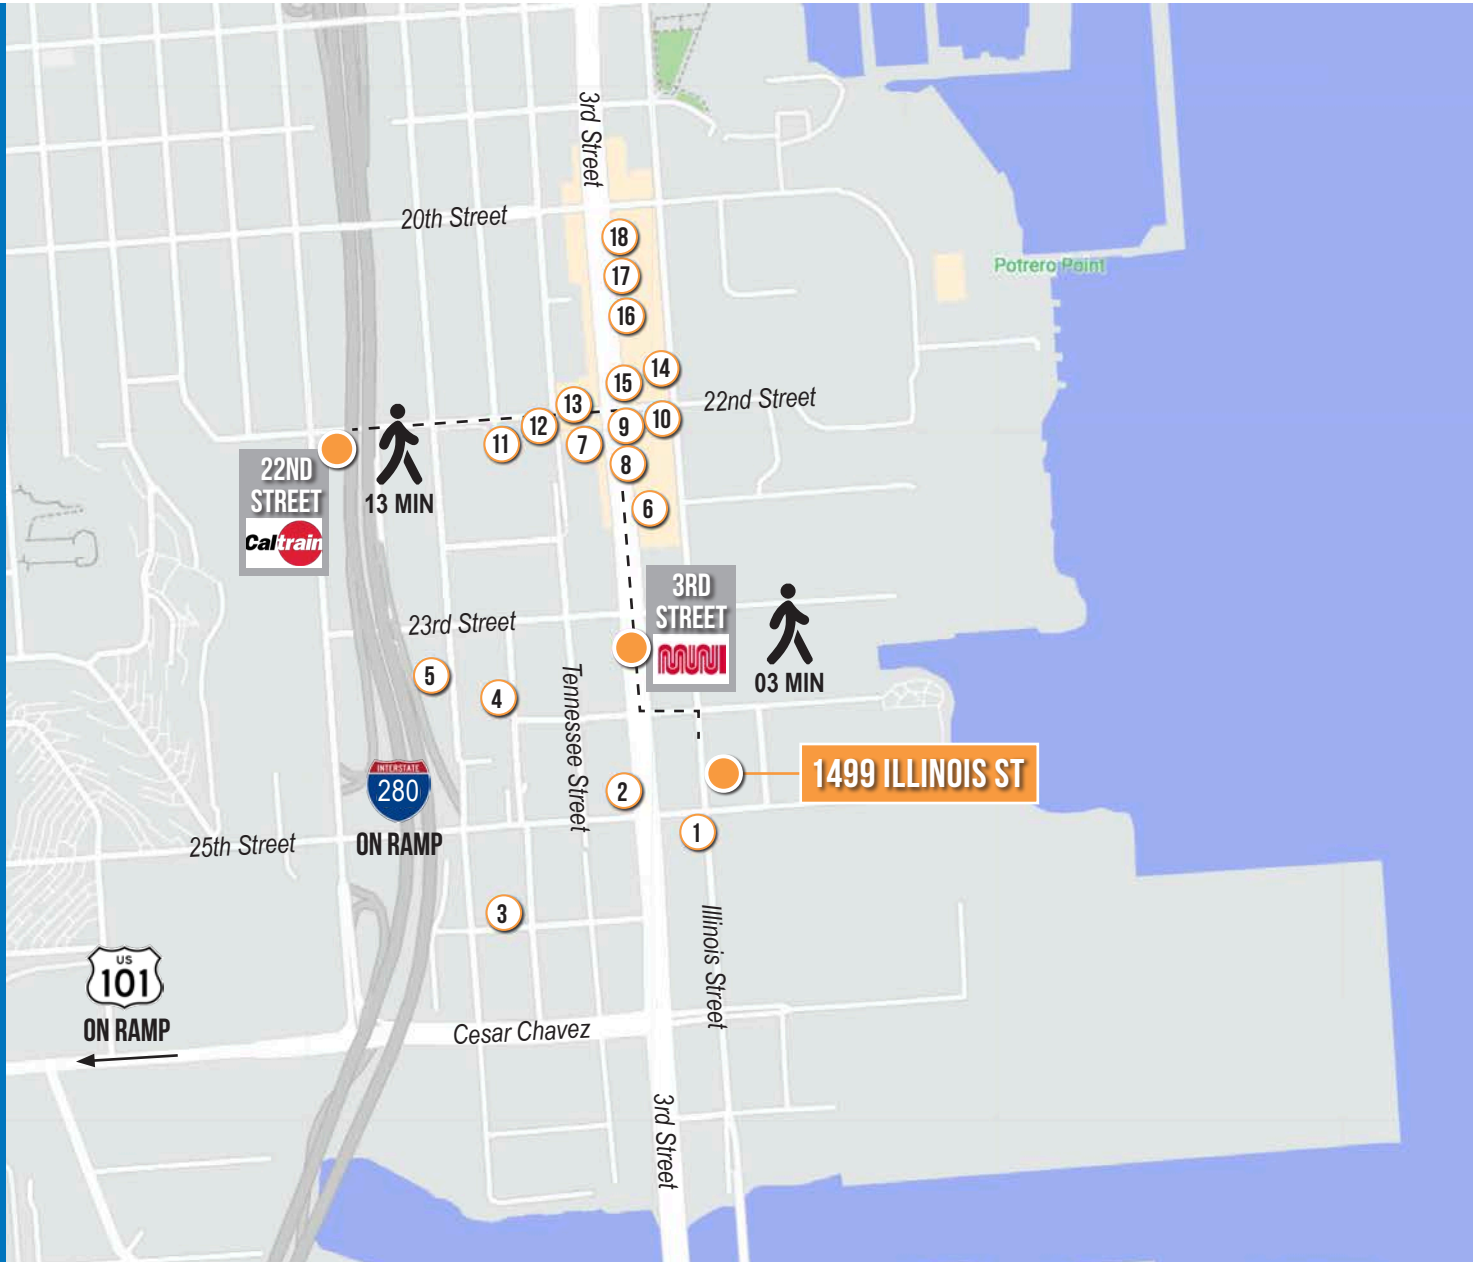 3rd Street
20th Street
18
17
Potrero Point
16
14
15
22nd Street
13
10
12
9
11
7
8
22ND
STREET
Caltrain
13 MIN
6
3RD
STREET
MUNI
03 MIN
23rd Street
5
4
Tennessee Street
1499 ILLINOIS ST
INTERSTATE
280
ON RAMP
2
1
25th Street
3
Illinois Street
US
101
ON RAMP
Cesar Chavez
3rd Street